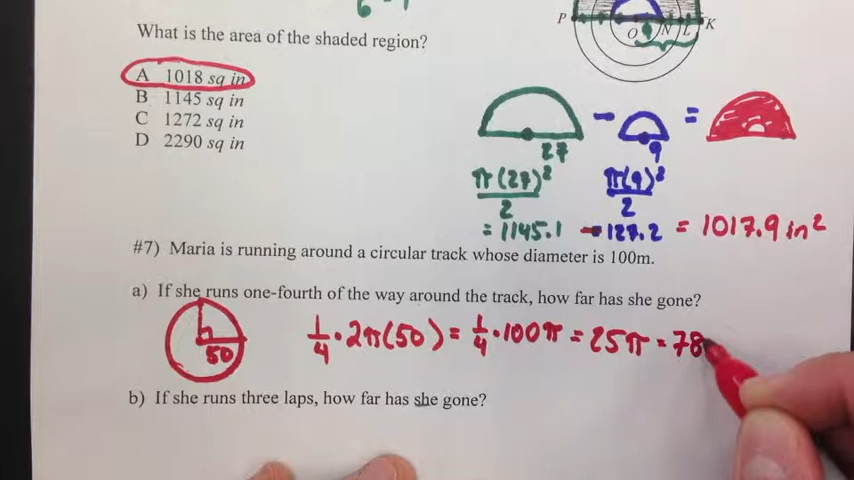 6
P O N L K
What is the area of the shaded region?
A 1018 sq in
B 1145 sq in
C 1272 sq in
D 2290 sq in
27 - 9 =
π(27)²/2 π(9)²/2
= 1145.1 - 127.2 = 1017.9 in²
#7) Maria is running around a circular track whose diameter is 100m.
a) If she runs one-fourth of the way around the track, how far has she gone?
50 1/4 · 2π(50) = 1/4 · 100π = 25π = 78
b) If she runs three laps, how far has she gone?